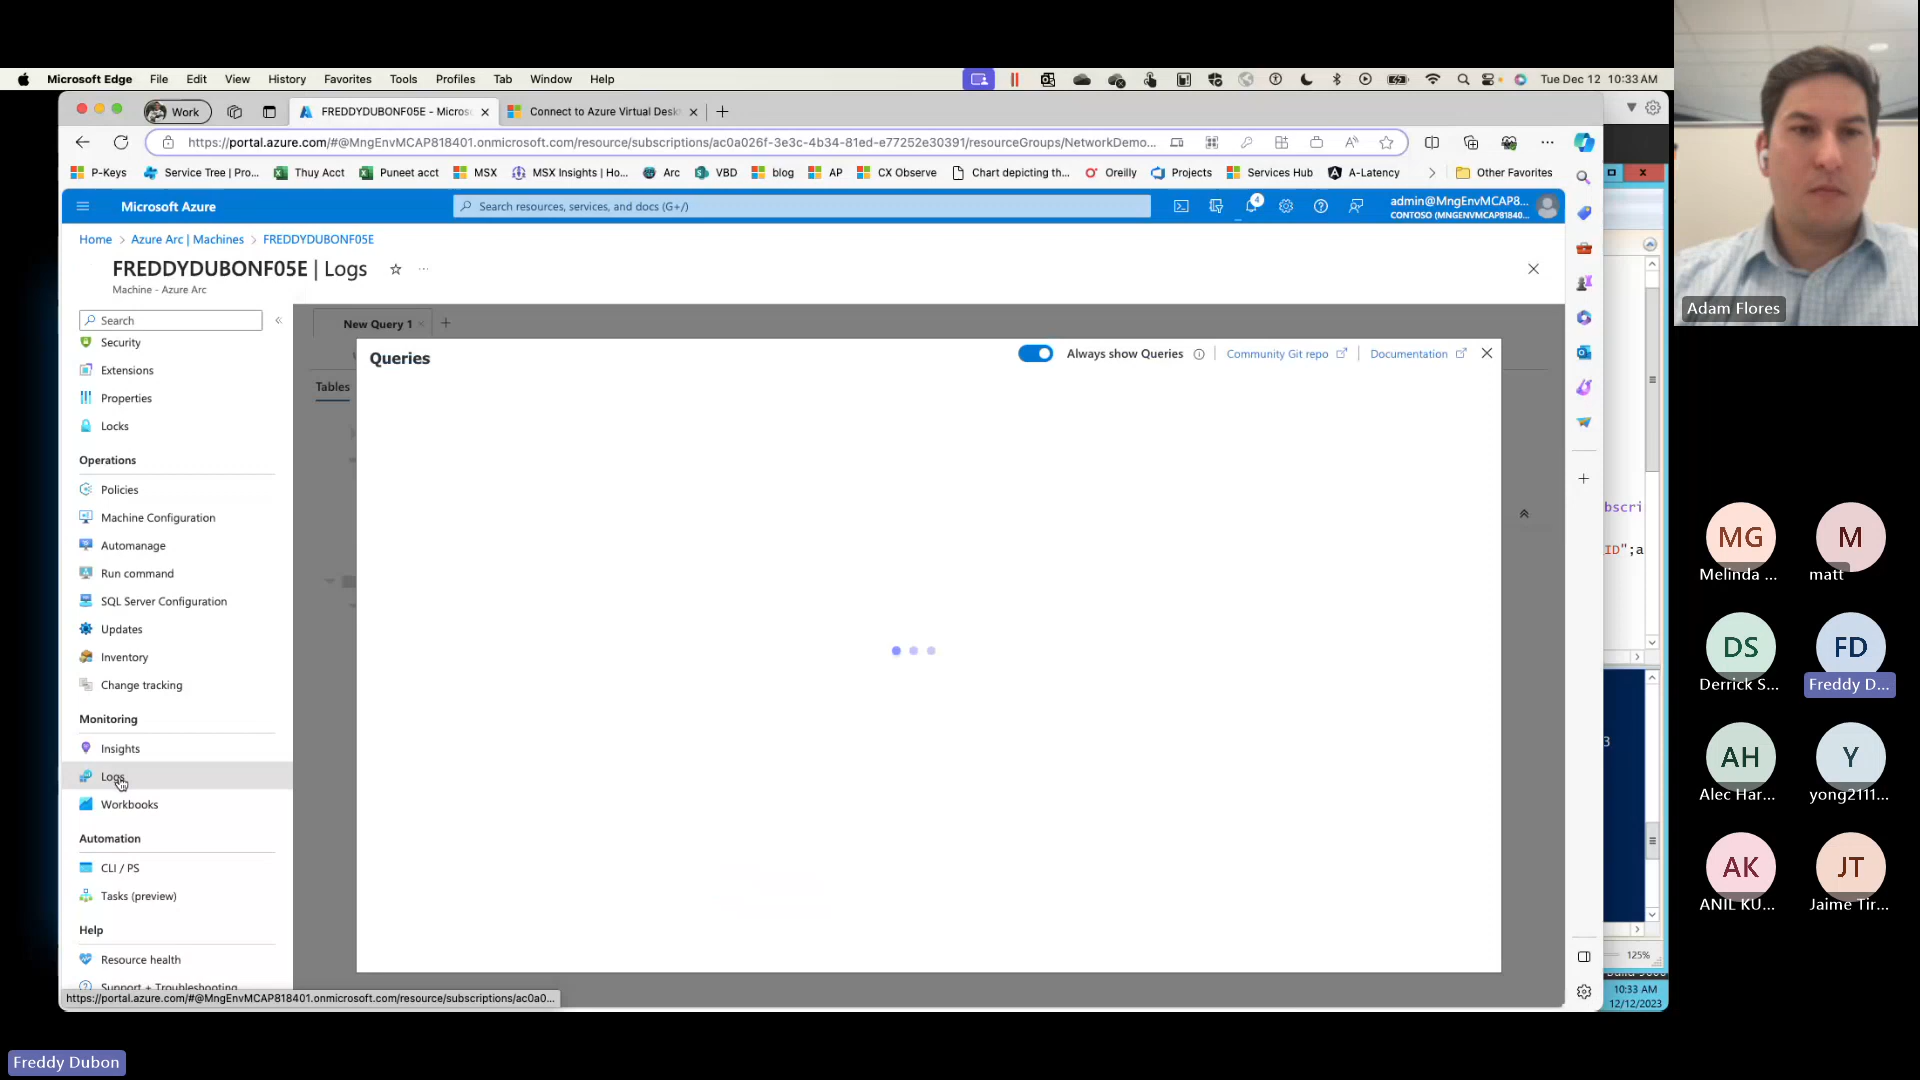 Microsoft Edge File Edit View History Favorites Tools Profiles Tab Window Help Tue Dec 12 10:33 AM
Work FREDDYDUBONF05E - Micros Connect to Azure Virtual Desk
https://portal.azure.com/#@MngEnvMCAP818401.onmicrosoft.com/resource/subscriptions/ac0a026f-3e3c-4b34-81ed-e77252e30391/resourceGroups/NetworkDemo...
P-Keys Service Tree | Pro... Thuy Acct Puneet acct MSX MSX Insights | Ho... Arc VBD blog AP CX Observe Chart depicting th... Oreilly Projects Services Hub A-Latency Other Favorites
Microsoft Azure Search resources, services, and docs (G+/) 4 admin@MngEnvMCAP8...
CONTOSO (MNGENVMCAP81840...
Home > Azure Arc | Machines > FREDDYDUBONF05E
FREDDYDUBONF05E | Logs
Machine - Azure Arc
Search
Security
Extensions
Properties
Locks
Operations
Policies
Machine Configuration
Automanage
Run command
SQL Server Configuration
Updates
Inventory
Change tracking
Monitoring
Insights
Logs
Workbooks
Automation
CLI / PS
Tasks (preview)
Help
Resource health
Support + Troubleshooting
https://portal.azure.com/#@MngEnvMCAP818401.onmicrosoft.com/resource/subscriptions/ac0a0...
New Query 1
Tables
Queries
Always show Queries Community Git repo Documentation
bscri
ID";a
3
125%
10:33 AM
12/12/2023
Adam Flores
MG M
Melinda ... matt
DS FD
Derrick S... Freddy D...
AH Y
Alec Har... yong2111...
AK JT
ANIL KU... Jaime Tir...
Freddy Dubon